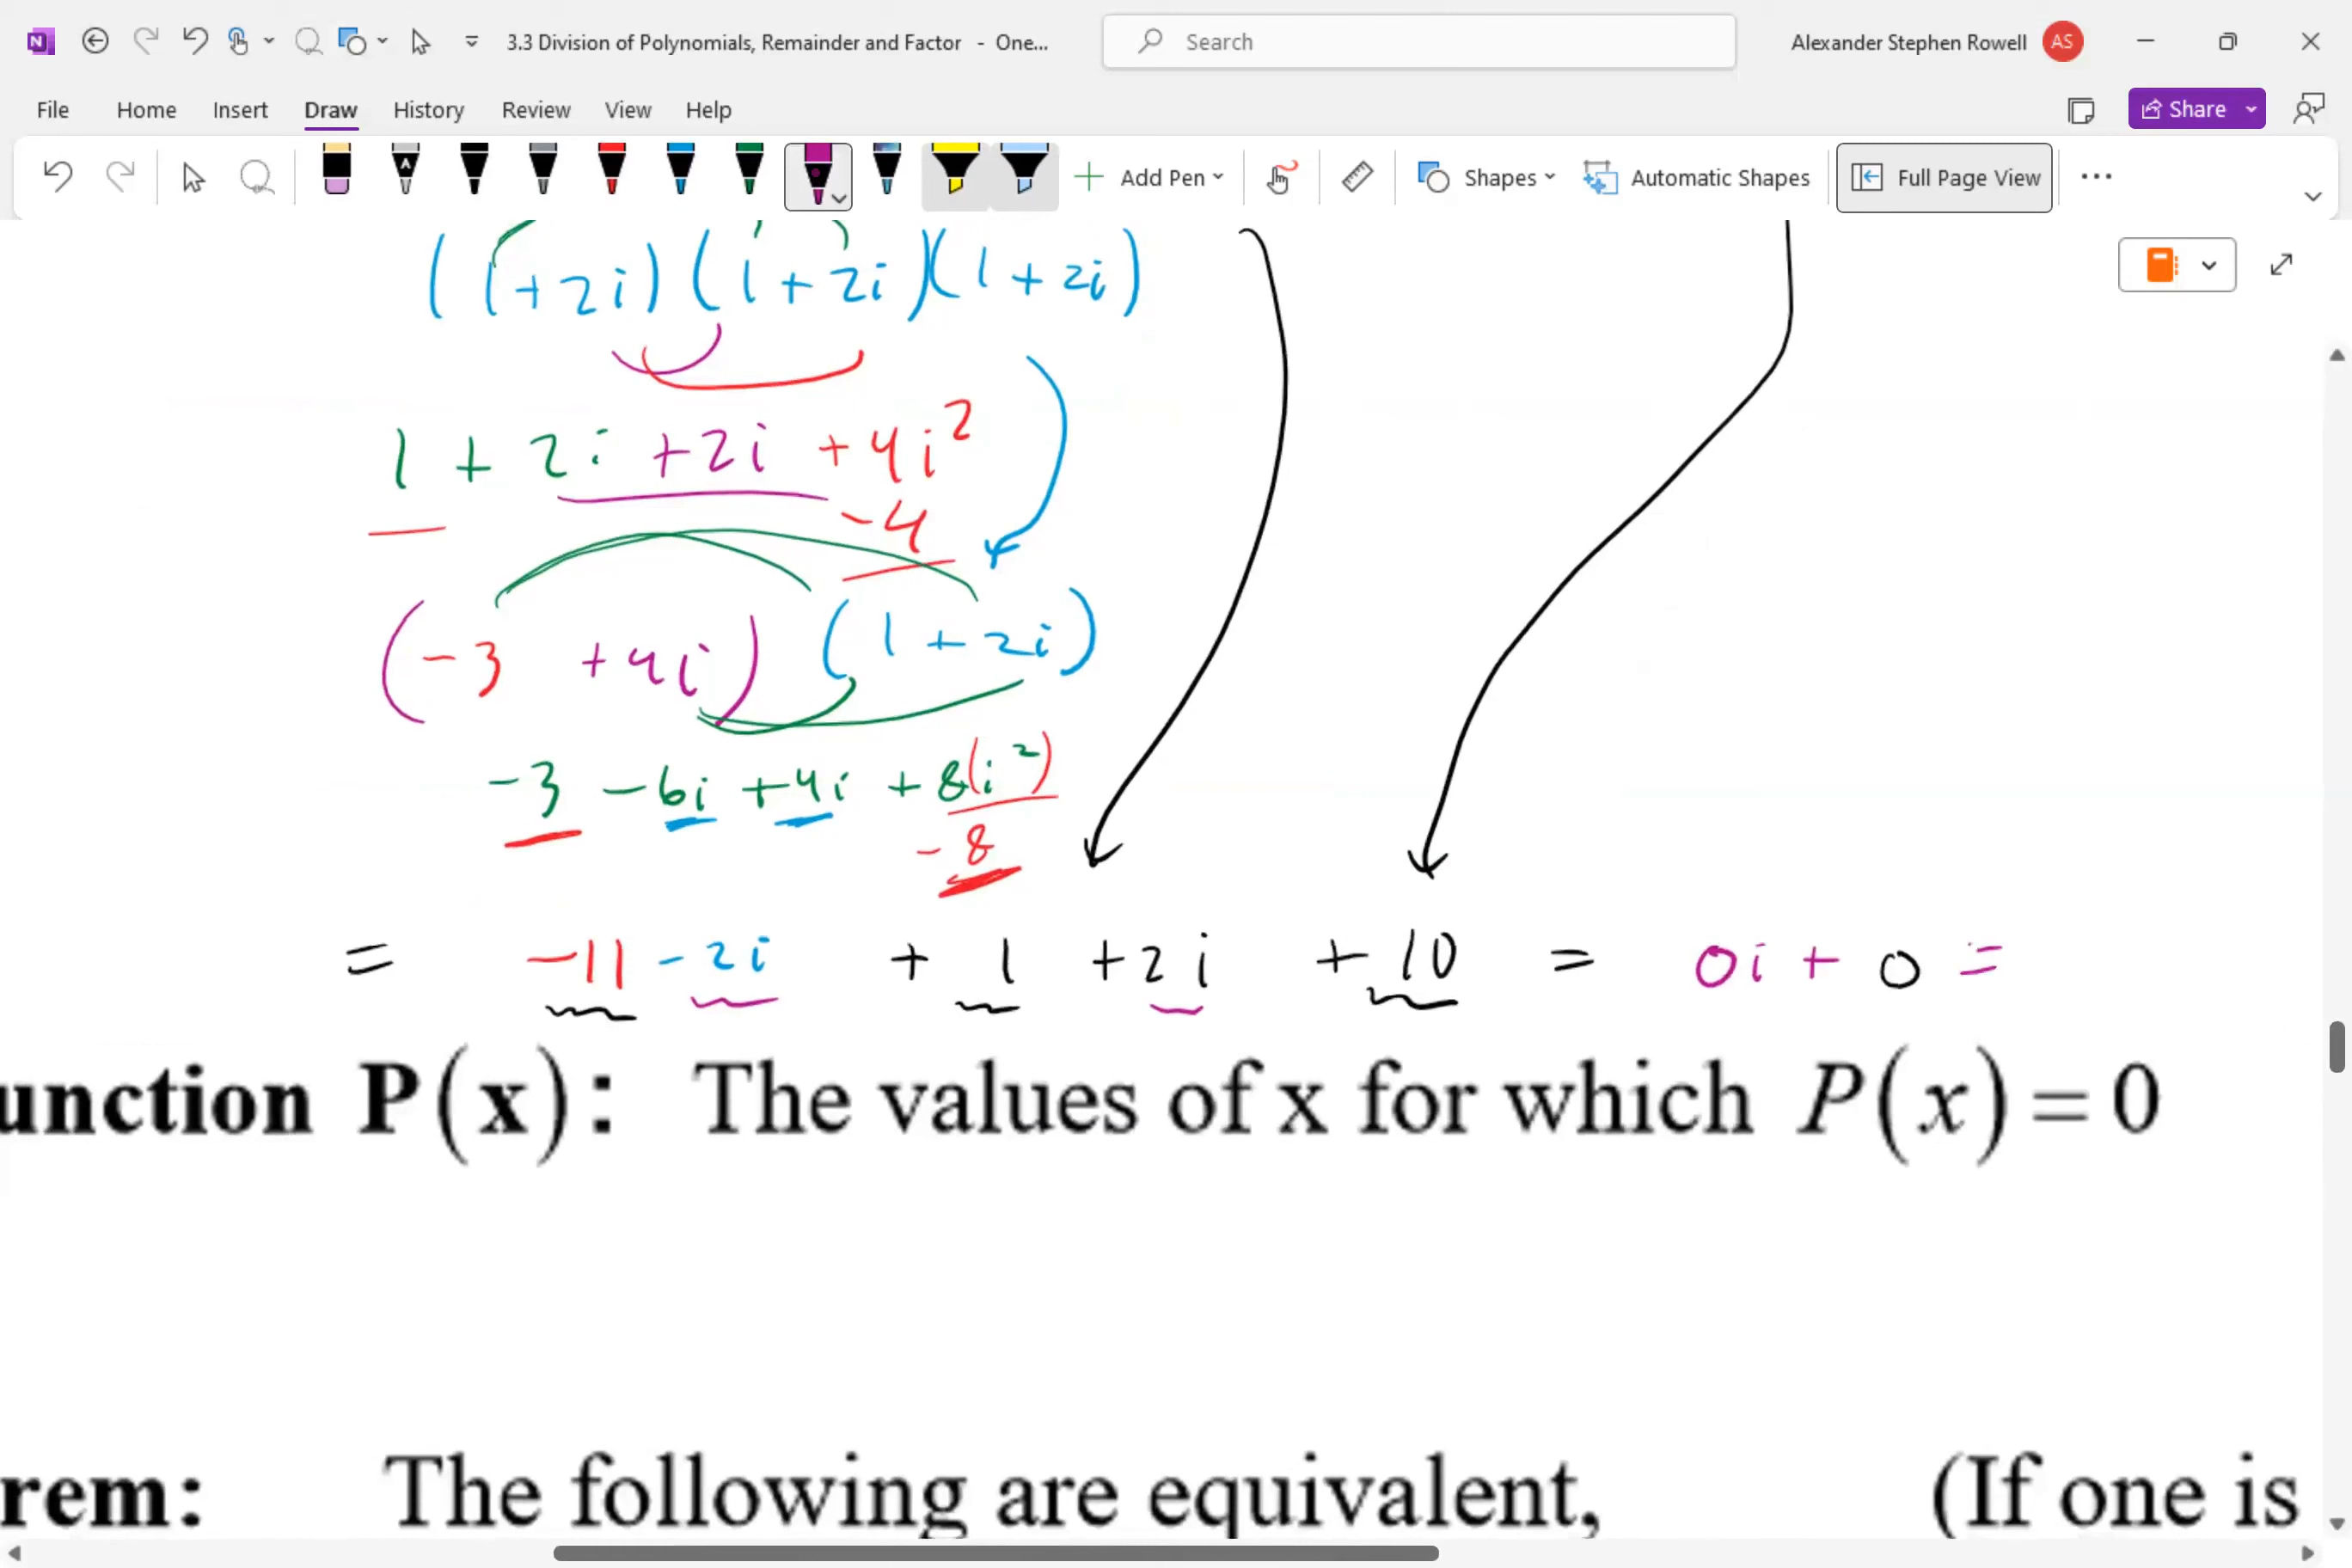 3.3 Division of Polynomials, Remainder and Factor - One...
Search
Alexander Stephen Rowell AS
File Home Insert Draw History Review View Help
Share
Add Pen Shapes Automatic Shapes Full Page View
(1+2i)(1+2i)(1+2i)
1 + 2i +2i +4i²
-4
(-3 +4i) (1+2i)
-3 -6i +4i +8(i²)
-8
= -11 -2i + 1 +2i +10 = 0i + 0 =
unction P(x): The values of x for which P(x)=0
rem: The following are equivalent, (If one is